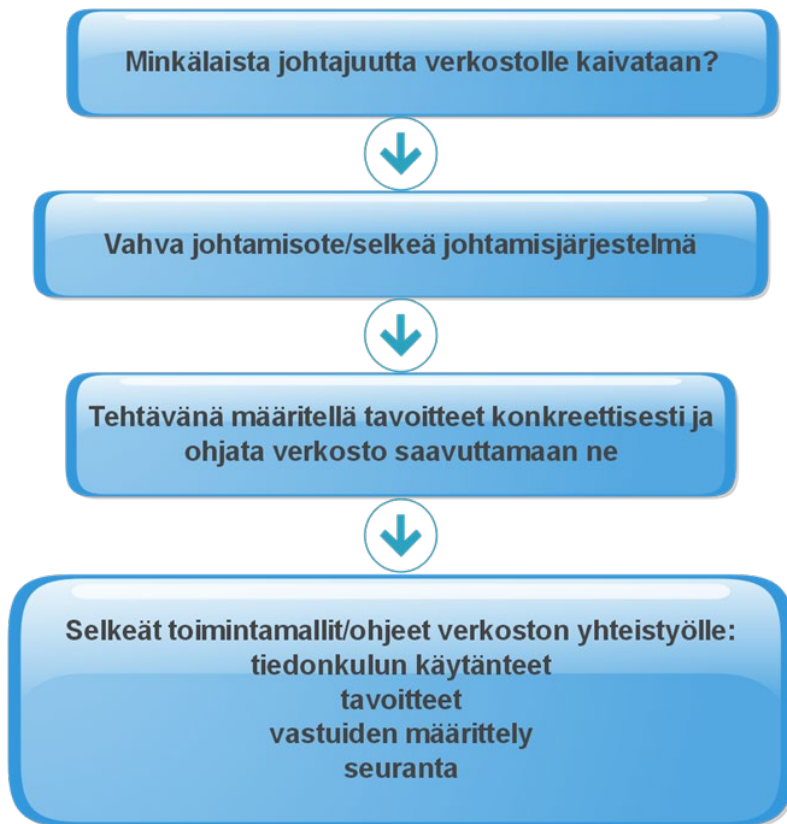 Minkälaista johtajuutta verkostolle kaivataan?
Vahva johtamisote/selkeä johtamisjärjestelmä
Tehtävänä määritellä tavoitteet konkreettisesti ja
ohjata verkosto saavuttamaan ne
Selkeät toimintamallit/ohjeet verkoston yhteistyölle:
tiedonkulun käytänteet
tavoitteet
vastuiden määrittely
seuranta